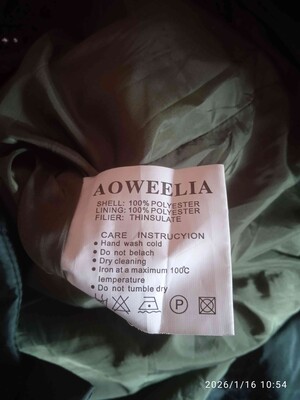 AOWEELIA
SHELL: 100% POLYESTER
LINING: 100% POLYESTER
FILIER: THINSULATE
CARE INSTRUCYION
• Hand wash cold
• Do not belach
• Dry cleaning
• Iron at a maximum 100℃
temperature
• Do not tumble dry
P
2026/1/16 10:54